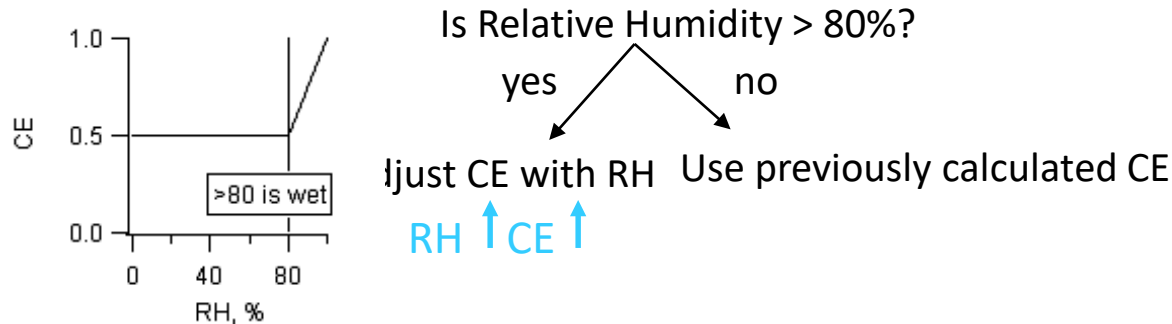 Is Relative Humidity > 80%?
yes
no
djust CE with RH
Use previously calculated CE
RH CE
1.0
0.5
0.0
CE
>80 is wet
0
40
80
RH, %